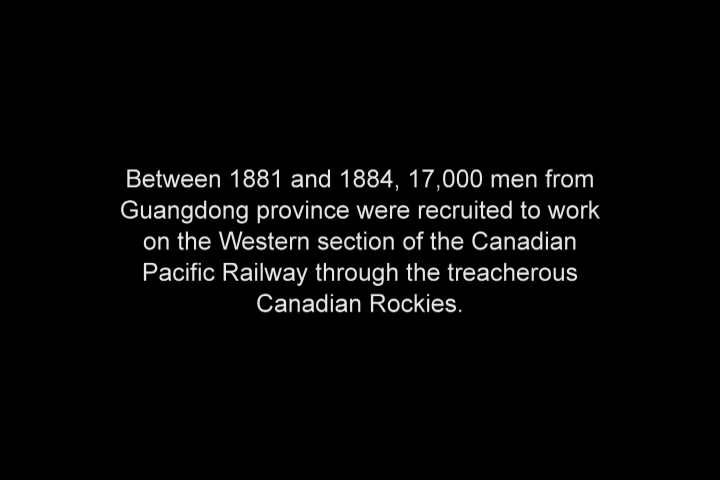 Between 1881 and 1884, 17,000 men from
Guangdong province were recruited to work
on the Western section of the Canadian
Pacific Railway through the treacherous
Canadian Rockies.